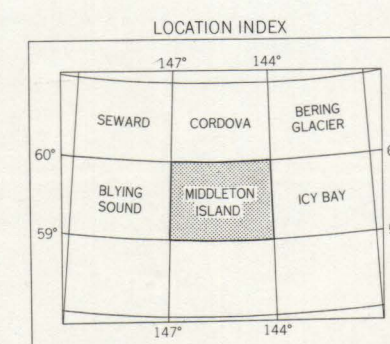 LOCATION INDEX
147° 144°
SEWARD
CORDOVA
BERING
GLACIER
60°
BLYING
SOUND
MIDDLETON
ISLAND
ICY BAY
59°
147° 144°